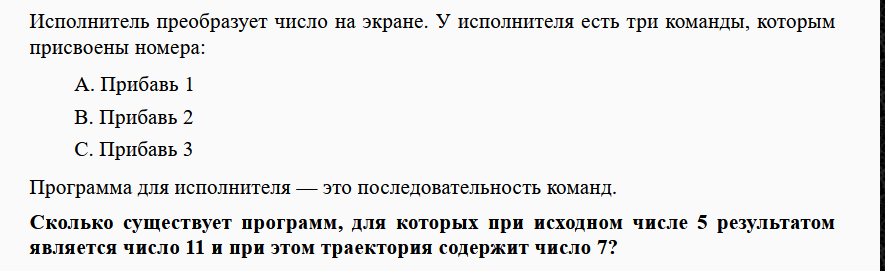 Исполнитель преобразует число на экране. У исполнителя есть три команды, которым
присвоены номера:
A. Прибавь 1
B. Прибавь 2
C. Прибавь 3
Программа для исполнителя — это последовательность команд.
Сколько существует программ, для которых при исходном числе 5 результатом
является число 11 и при этом траектория содержит число 7?